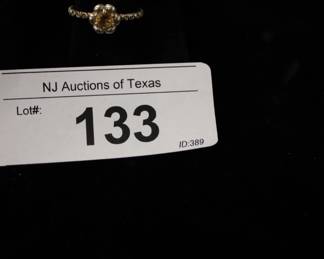 NJ Auctions of Texas
Lot#:
133
ID:389